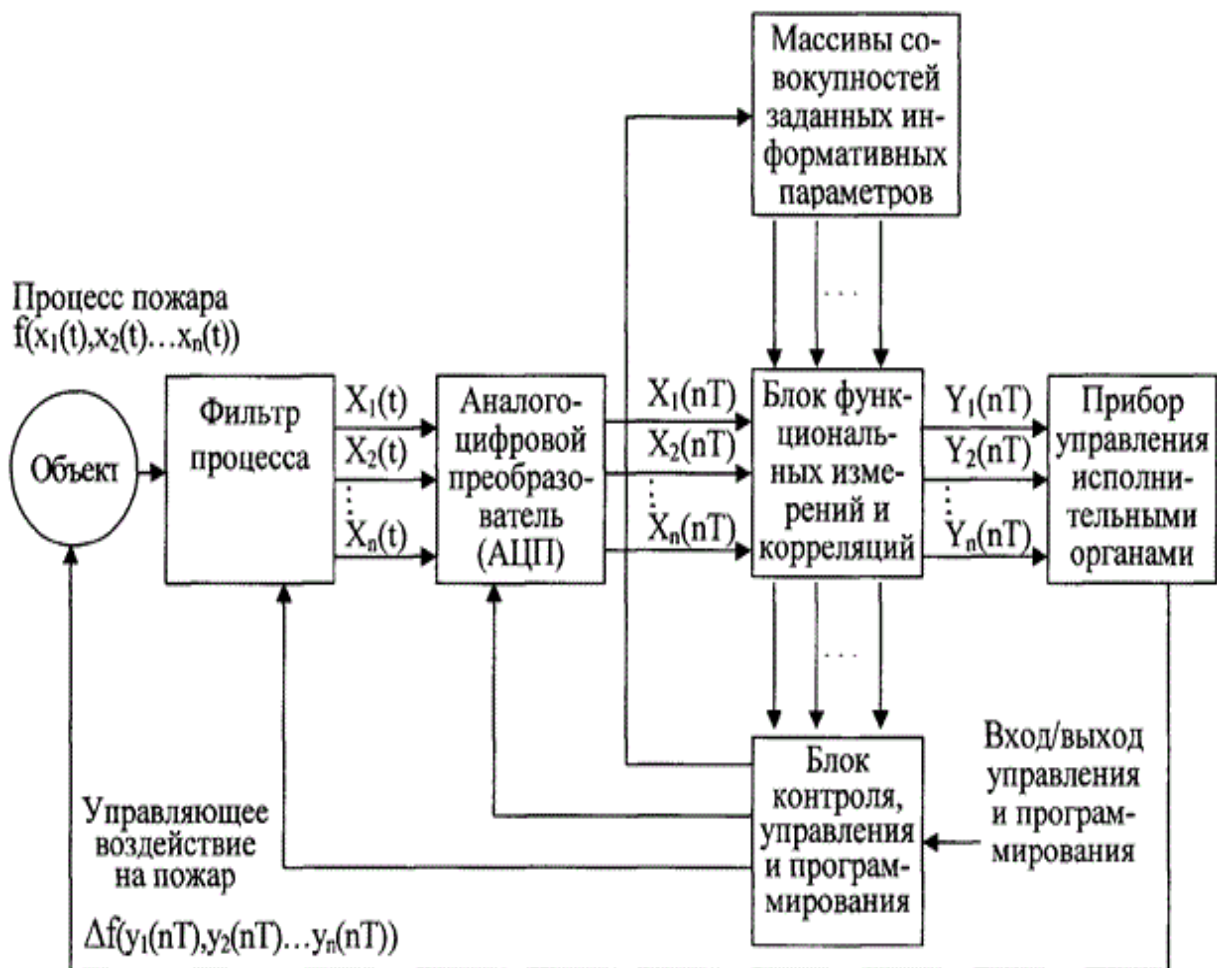 Массивы со-
вокупностей
заданных ин-
формативных
параметров
...
Процесс пожара
f(x₁(t),x₂(t)...xₙ(t))
Объект
Фильтр
процесса
X₁(t)
X₂(t)
Xₙ(t)
Аналого-
цифровой
преобразо-
ватель
(АЦП)
X₁(nT)
X₂(nT)
Xₙ(nT)
Блок функ-
циональ-
ных изме-
рений и
корреляций
Y₁(nT)
Y₂(nT)
Yₙ(nT)
Прибор
управления
исполни-
тельными
органами
...
Блок
контроля,
управления
и програм-
мирования
Вход/выход
управления
и програм-
мирования
Управляющее
воздействие
на пожар
Δf(y₁(nT),y₂(nT)...yₙ(nT))